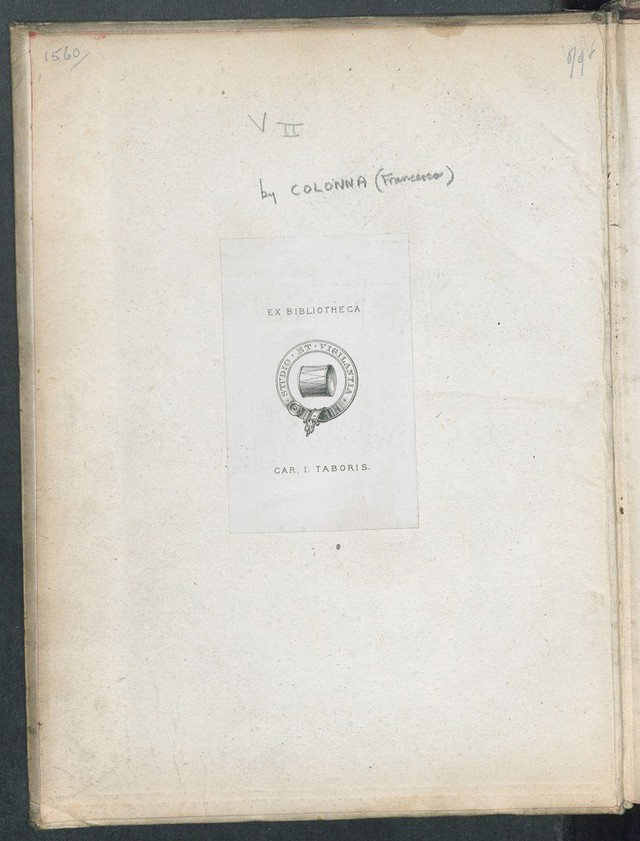 1560/
V II
by COLONNA (Francesco)
EX BIBLIOTHECA
STUDIO · ET · VIGILANTIA ·
CAR. I. TABORIS.